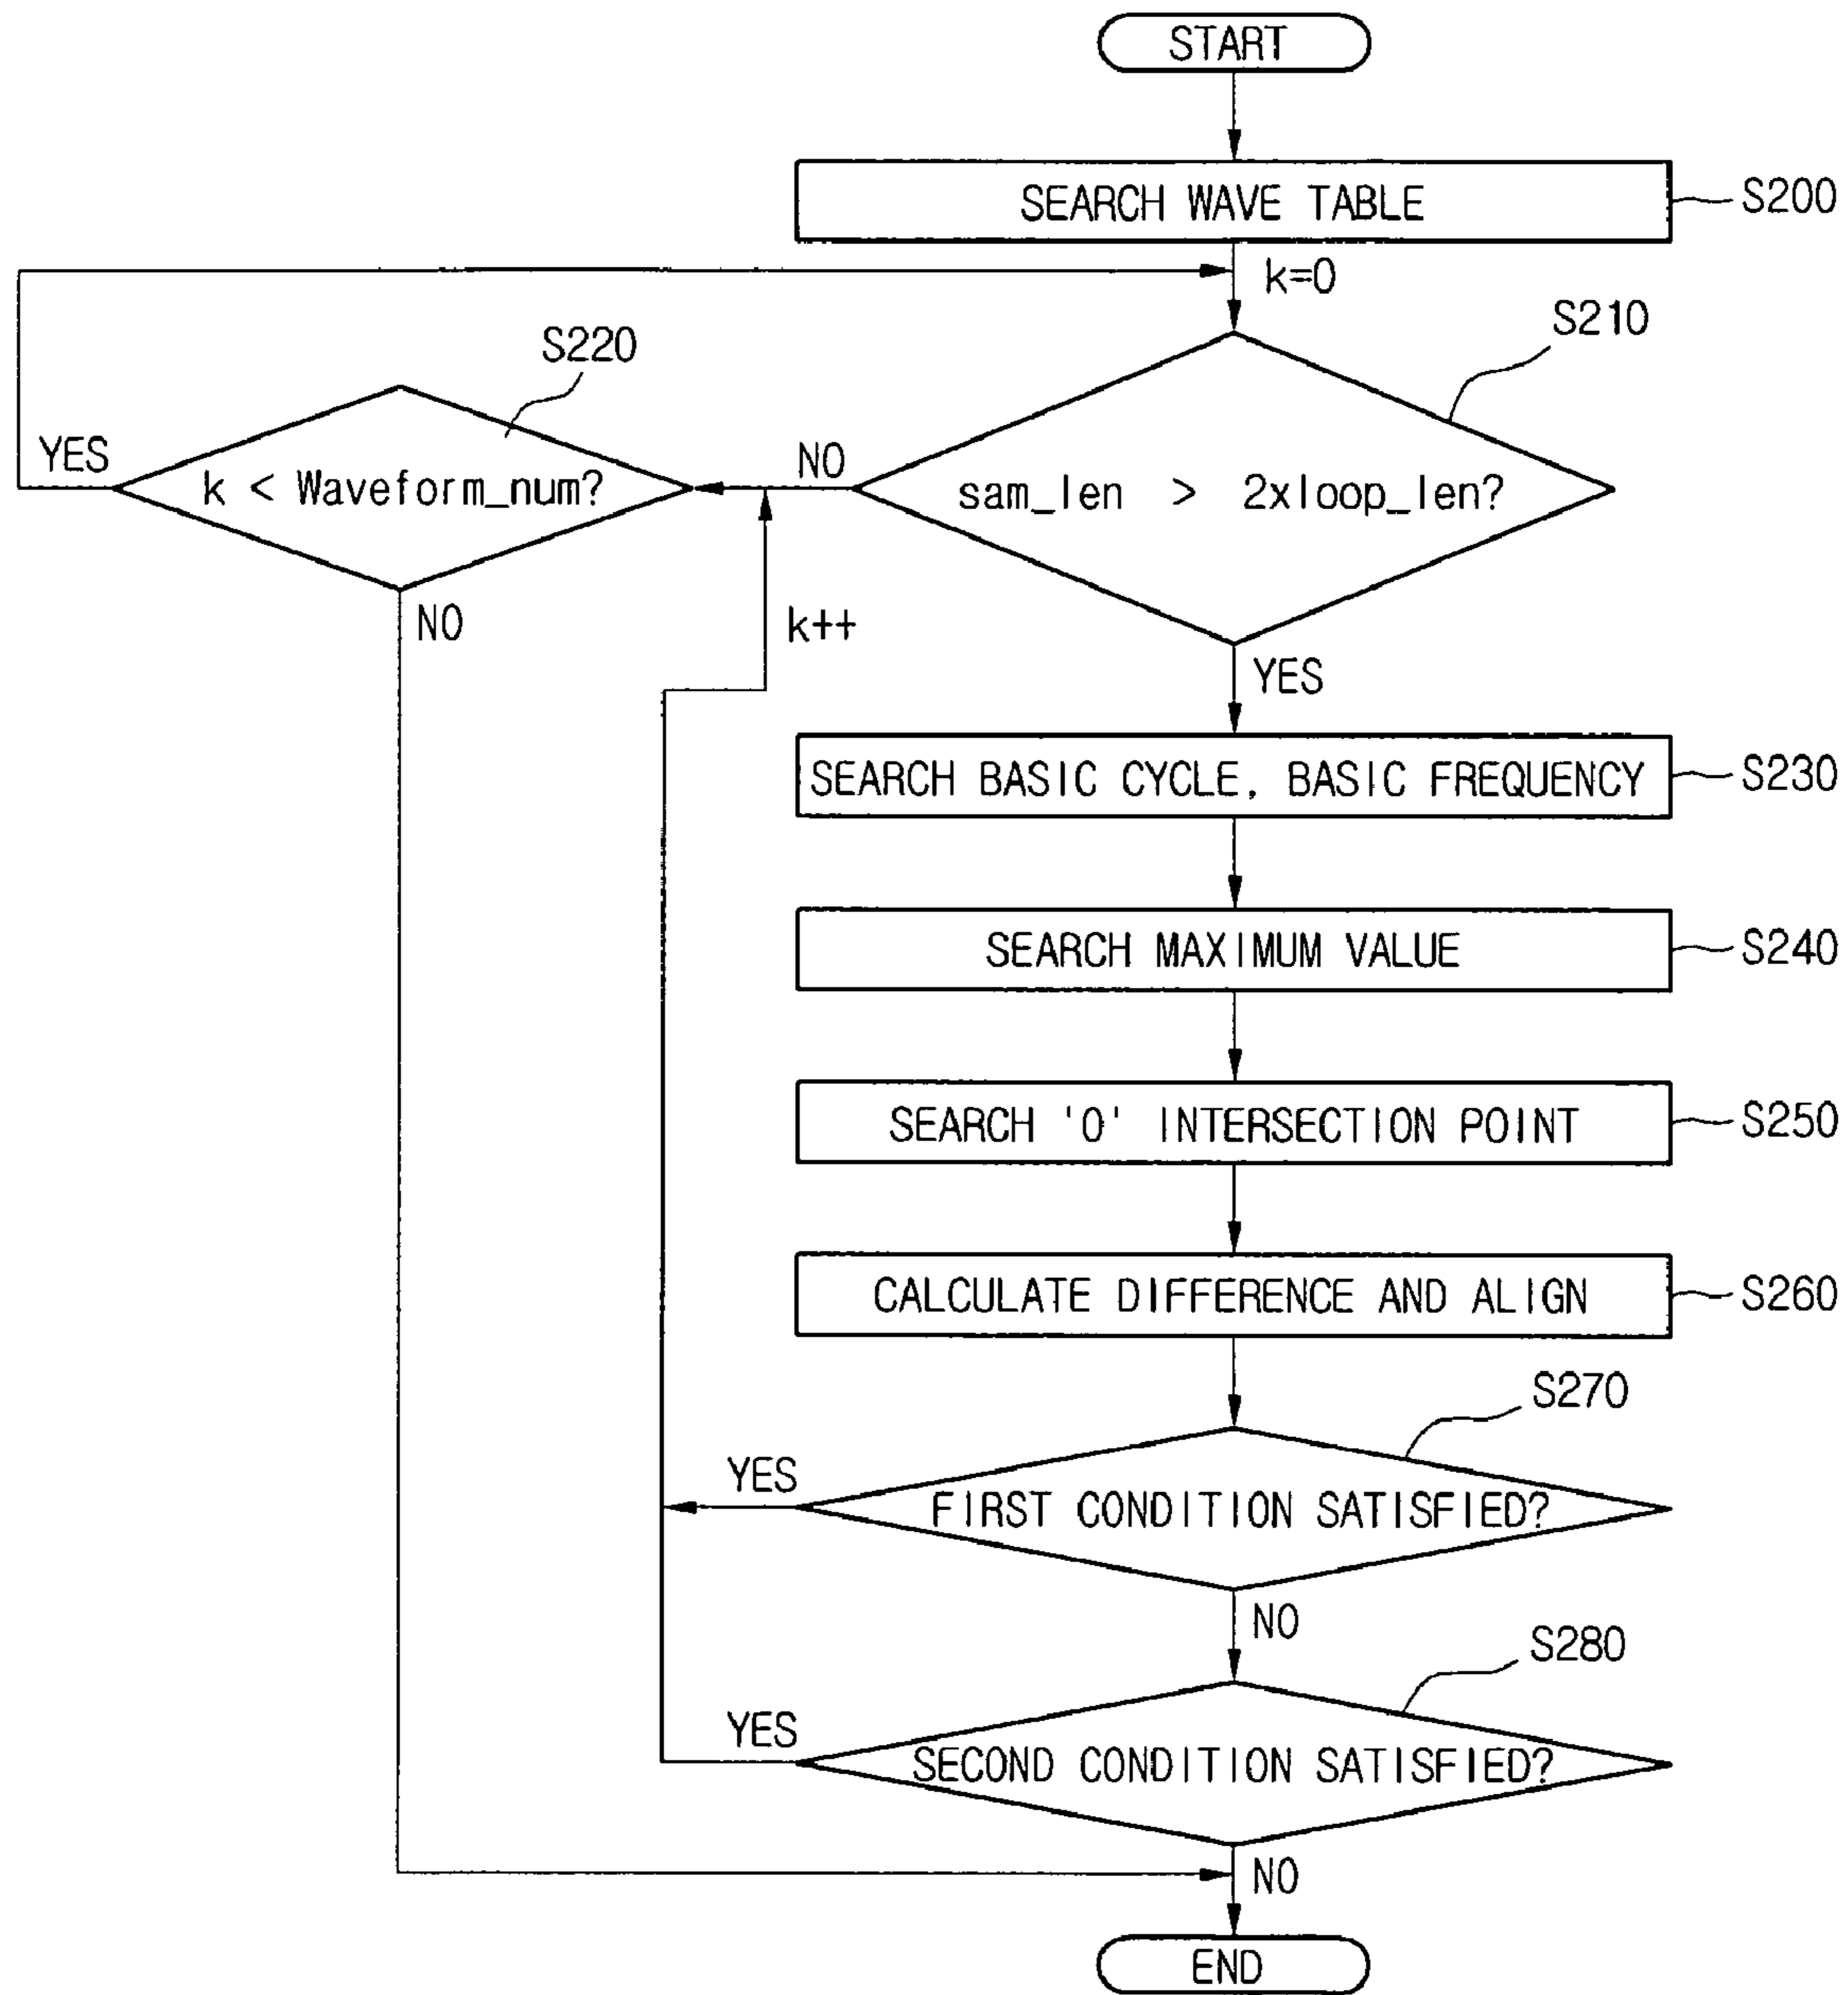 START
SEARCH WAVE TABLE
S200
k=0
S210
S220
YES
k < Waveform_num?
NO
sam_len > 2xloop_len?
NO
k++
YES
SEARCH BASIC CYCLE, BASIC FREQUENCY
S230
SEARCH MAXIMUM VALUE
S240
SEARCH '0' INTERSECTION POINT
S250
CALCULATE DIFFERENCE AND ALIGN
S260
S270
YES
FIRST CONDITION SATISFIED?
NO
S280
YES
SECOND CONDITION SATISFIED?
NO
END